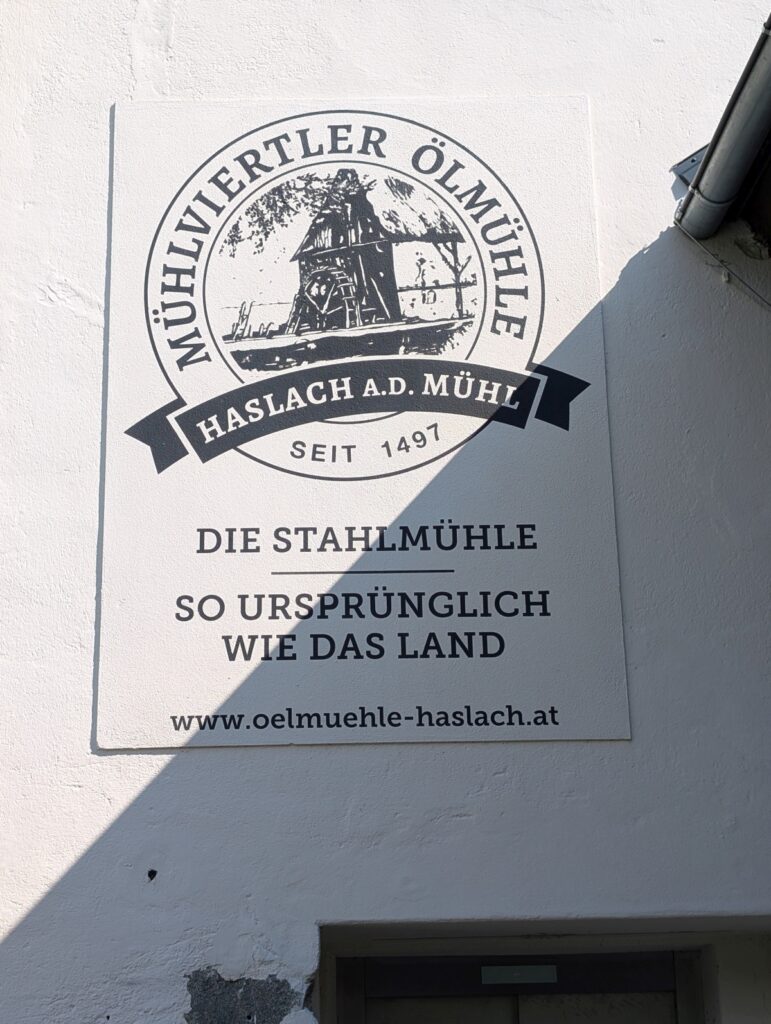 MÜHLVIERTLER ÖLMÜHLE
HASLACH A.D. MÜHL
SEIT 1497
DIE STAHLMÜHLE
SO URSPRÜNGLICH
WIE DAS LAND
www.oelmuehle-haslach.at